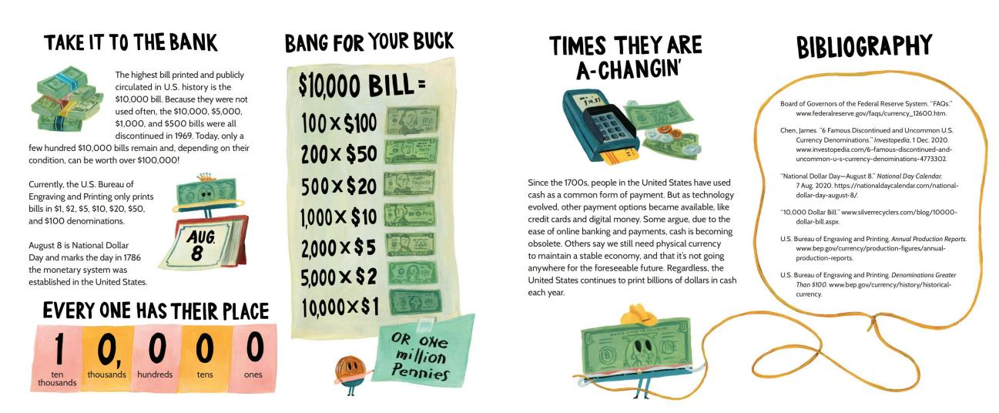 TAKE IT TO THE BANK
The highest bill printed and publicly
circulated in U.S. history is the
$10,000 bill. Because they were not
used often, the $10,000, $5,000,
$1,000, and $500 bills were all
discontinued in 1969. Today, only a
few hundred $10,000 bills remain and, depending on their
condition, can be worth over $100,000!
Currently, the U.S. Bureau of
Engraving and Printing only prints
bills in $1, $2, $5, $10, $20, $50,
and $100 denominations.
AUG.
8
August 8 is National Dollar
Day and marks the day in 1786
the monetary system was
established in the United States.
EVERY ONE HAS THEIR PLACE
1 0, 0 0 0
ten thousands hundreds tens ones
thousands
BANG FOR YOUR BUCK
$10,000 BILL =
100 × $100
200 × $50
500 × $20
1,000 × $10
2,000 × $5
5,000 × $2
10,000 × $1
OR ONE
million
Pennies
TIMES THEY ARE
A-CHANGIN'
Since the 1700s, people in the United States have used
cash as a common form of payment. But as technology
evolved, other payment options became available, like
credit cards and digital money. Some argue, due to the
ease of online banking and payments, cash is becoming
obsolete. Others say we still need physical currency
to maintain a stable economy, and that it's not going
anywhere for the foreseeable future. Regardless, the
United States continues to print billions of dollars in cash
each year.
BIBLIOGRAPHY
Board of Governors of the Federal Reserve System. "FAQs."
www.federalreserve.gov/faqs/currency_12600.htm.
Chen, James. "6 Famous Discontinued and Uncommon U.S.
Currency Denominations." Investopedia, 1 Dec. 2020.
www.investopedia.com/6-famous-discontinued-and-
uncommon-u-s-currency-denominations-4773302.
"National Dollar Day—August 8." National Day Calendar,
7 Aug. 2020. https://nationaldaycalendar.com/national-
dollar-day-august-8/.
"10,000 Dollar Bill." www.silverrecyclers.com/blog/10000-
dollar-bill.aspx.
U.S. Bureau of Engraving and Printing. Annual Production Reports.
www.bep.gov/currency/production-figures/annual-
production-reports.
U.S. Bureau of Engraving and Printing. Denominations Greater
Than $100. www.bep.gov/currency/history/historical-
currency.